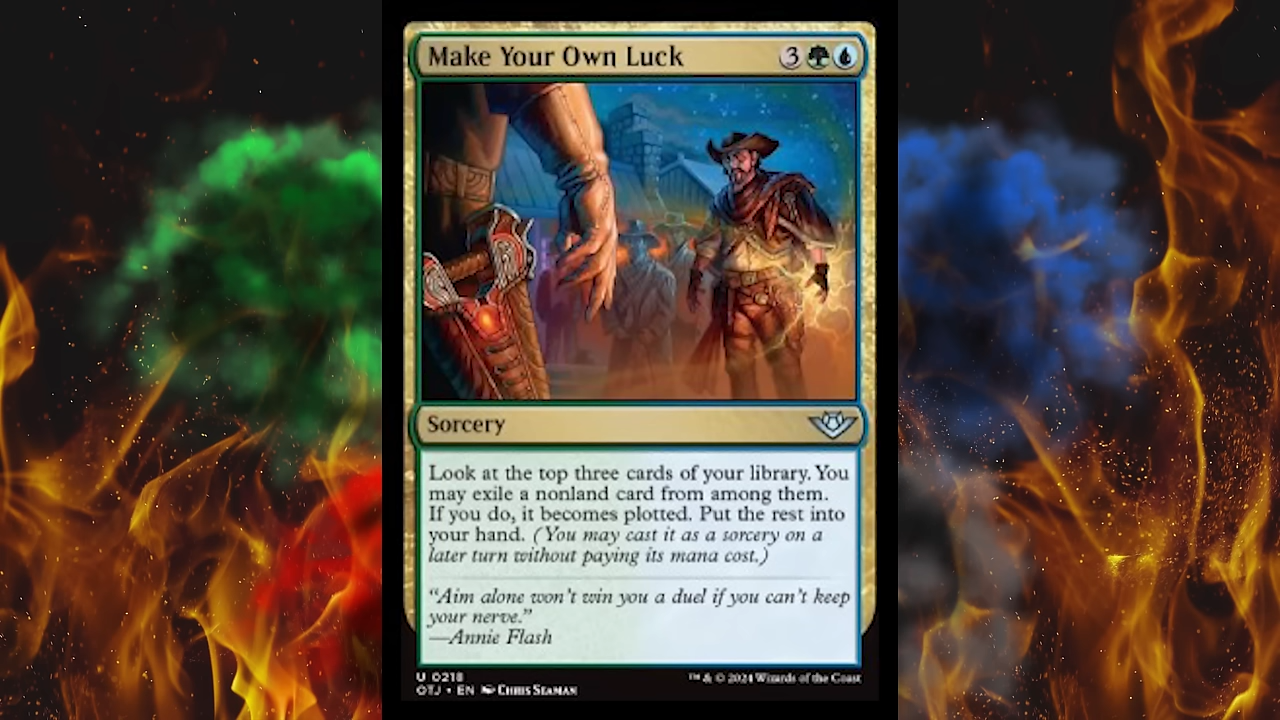 Make Your Own Luck 3
Sorcery
Look at the top three cards of your library. You
may exile a nonland card from among them.
If you do, it becomes plotted. Put the rest into
your hand. (You may cast it as a sorcery on a
later turn without paying its mana cost.)
“Aim alone won’t win you a duel if you can’t keep
your nerve.”
—Annie Flash
U 0218
OTJ • EN Chris Seaman
™ & © 2024 Wizards of the Coast